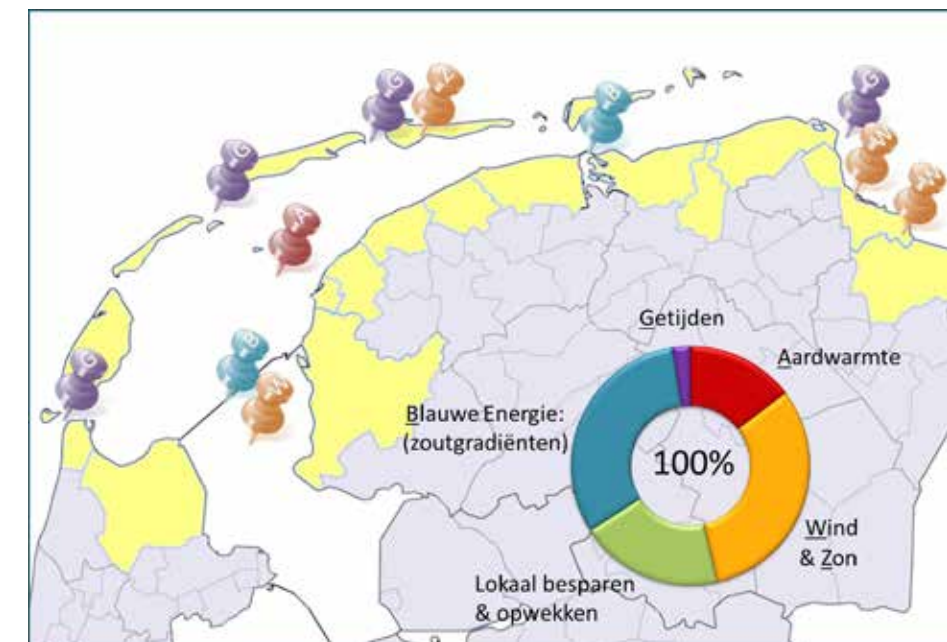 G
Z
B
G
G
W
W
A
B
G
W
Getijden
Aardwarmte
Blauwe Energie:
(zoutgradiënten)
100%
Wind
& Zon
Lokaal besparen
& opwekken